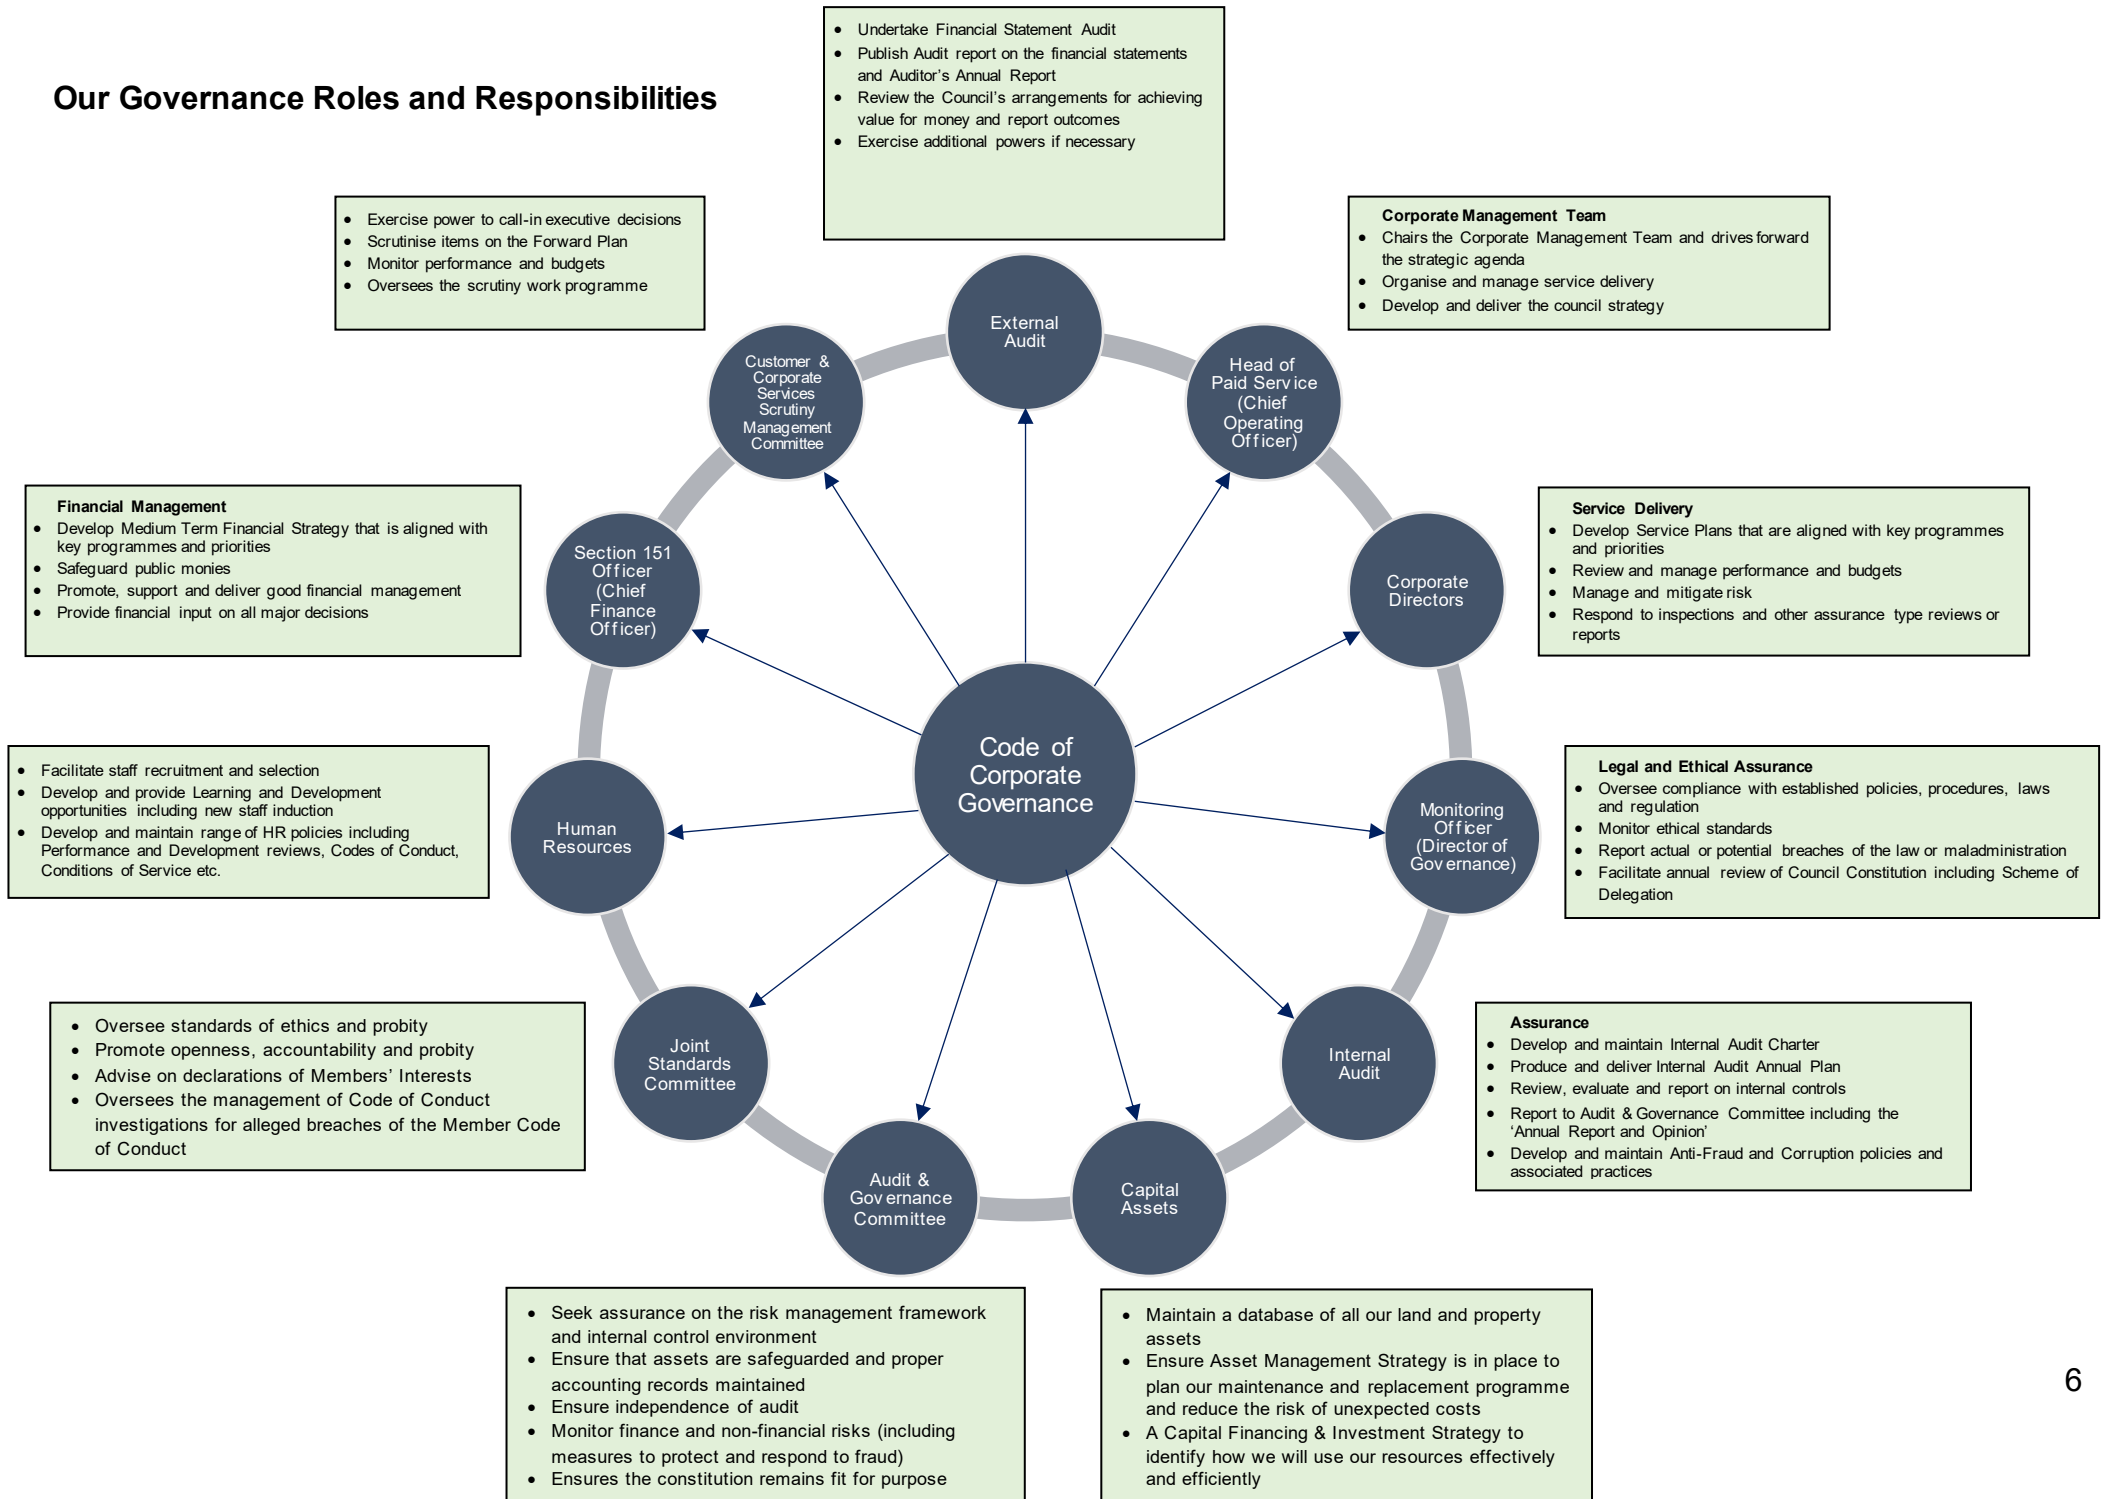 Our Governance Roles and Responsibilities
• Undertake Financial Statement Audit
• Publish Audit report on the financial statements
and Auditor’s Annual Report
• Review the Council’s arrangements for achieving
value for money and report outcomes
• Exercise additional powers if necessary
• Exercise power to call-in executive decisions
• Scrutinise items on the Forward Plan
• Monitor performance and budgets
• Oversees the scrutiny work programme
Corporate Management Team
• Chairs the Corporate Management Team and drives forward
the strategic agenda
• Organise and manage service delivery
• Develop and deliver the council strategy
External
Audit
Customer &
Corporate
Services
Scrutiny
Management
Committee
Head of
Paid Service
(Chief
Operating
Officer)
Financial Management
• Develop Medium Term Financial Strategy that is aligned with
key programmes and priorities
• Safeguard public monies
• Promote, support and deliver good financial management
• Provide financial input on all major decisions
Section 151
Officer
(Chief
Finance
Officer)
Corporate
Directors
Service Delivery
• Develop Service Plans that are aligned with key programmes
and priorities
• Review and manage performance and budgets
• Manage and mitigate risk
• Respond to inspections and other assurance type reviews or
reports
Code of
Corporate
Governance
• Facilitate staff recruitment and selection
• Develop and provide Learning and Development
opportunities including new staff induction
• Develop and maintain range of HR policies including
Performance and Development reviews, Codes of Conduct,
Conditions of Service etc.
Human
Resources
Monitoring
Officer
(Director of
Governance)
Legal and Ethical Assurance
• Oversee compliance with established policies, procedures, laws
and regulation
• Monitor ethical standards
• Report actual or potential breaches of the law or maladministration
• Facilitate annual review of Council Constitution including Scheme of
Delegation
• Oversee standards of ethics and probity
• Promote openness, accountability and probity
• Advise on declarations of Members’ Interests
• Oversees the management of Code of Conduct
investigations for alleged breaches of the Member Code
of Conduct
Joint
Standards
Committee
Internal
Audit
Assurance
• Develop and maintain Internal Audit Charter
• Produce and deliver Internal Audit Annual Plan
• Review, evaluate and report on internal controls
• Report to Audit & Governance Committee including the
‘Annual Report and Opinion’
• Develop and maintain Anti-Fraud and Corruption policies and
associated practices
Audit &
Governance
Committee
Capital
Assets
• Seek assurance on the risk management framework
and internal control environment
• Ensure that assets are safeguarded and proper
accounting records maintained
• Ensure independence of audit
• Monitor finance and non-financial risks (including
measures to protect and respond to fraud)
• Ensures the constitution remains fit for purpose
• Maintain a database of all our land and property
assets
• Ensure Asset Management Strategy is in place to
plan our maintenance and replacement programme
and reduce the risk of unexpected costs
• A Capital Financing & Investment Strategy to
identify how we will use our resources effectively
and efficiently
6